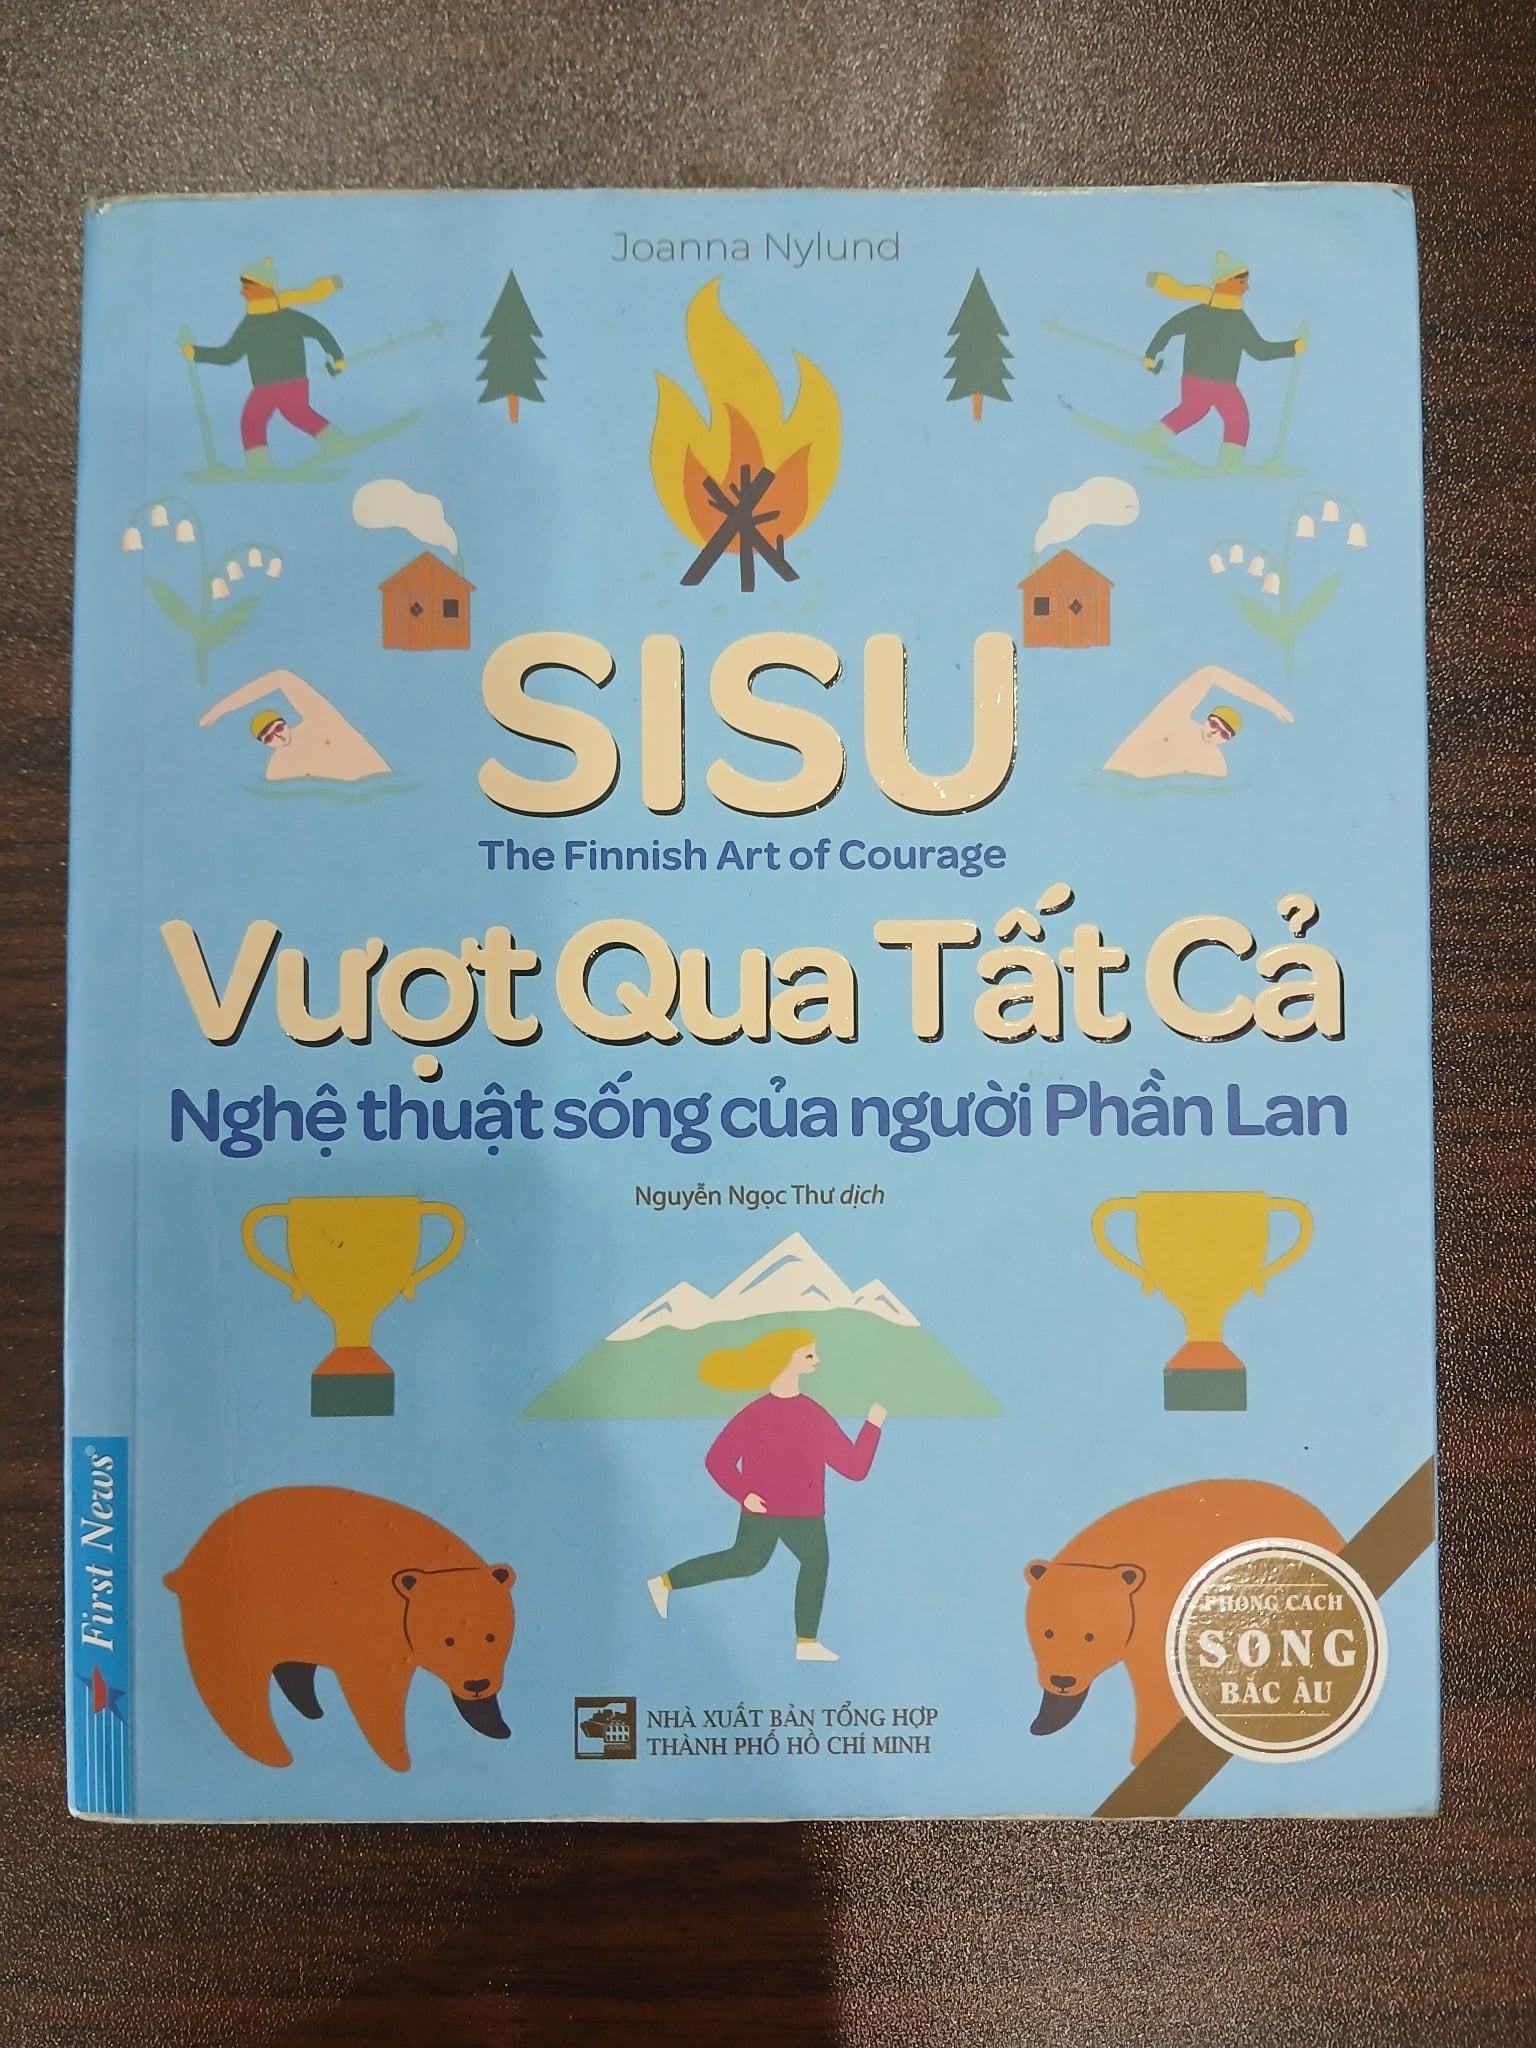 Joanna Nylund
SISU
The Finnish Art of Courage
Vượt Qua Tất Cả
Nghệ thuật sống của người Phần Lan
Nguyễn Ngọc Thư dịch
First News®
NHÀ XUẤT BẢN TỔNG HỢP
THÀNH PHỐ HỒ CHÍ MINH
PHONG CÁCH
SỐNG
BẮC ÂU